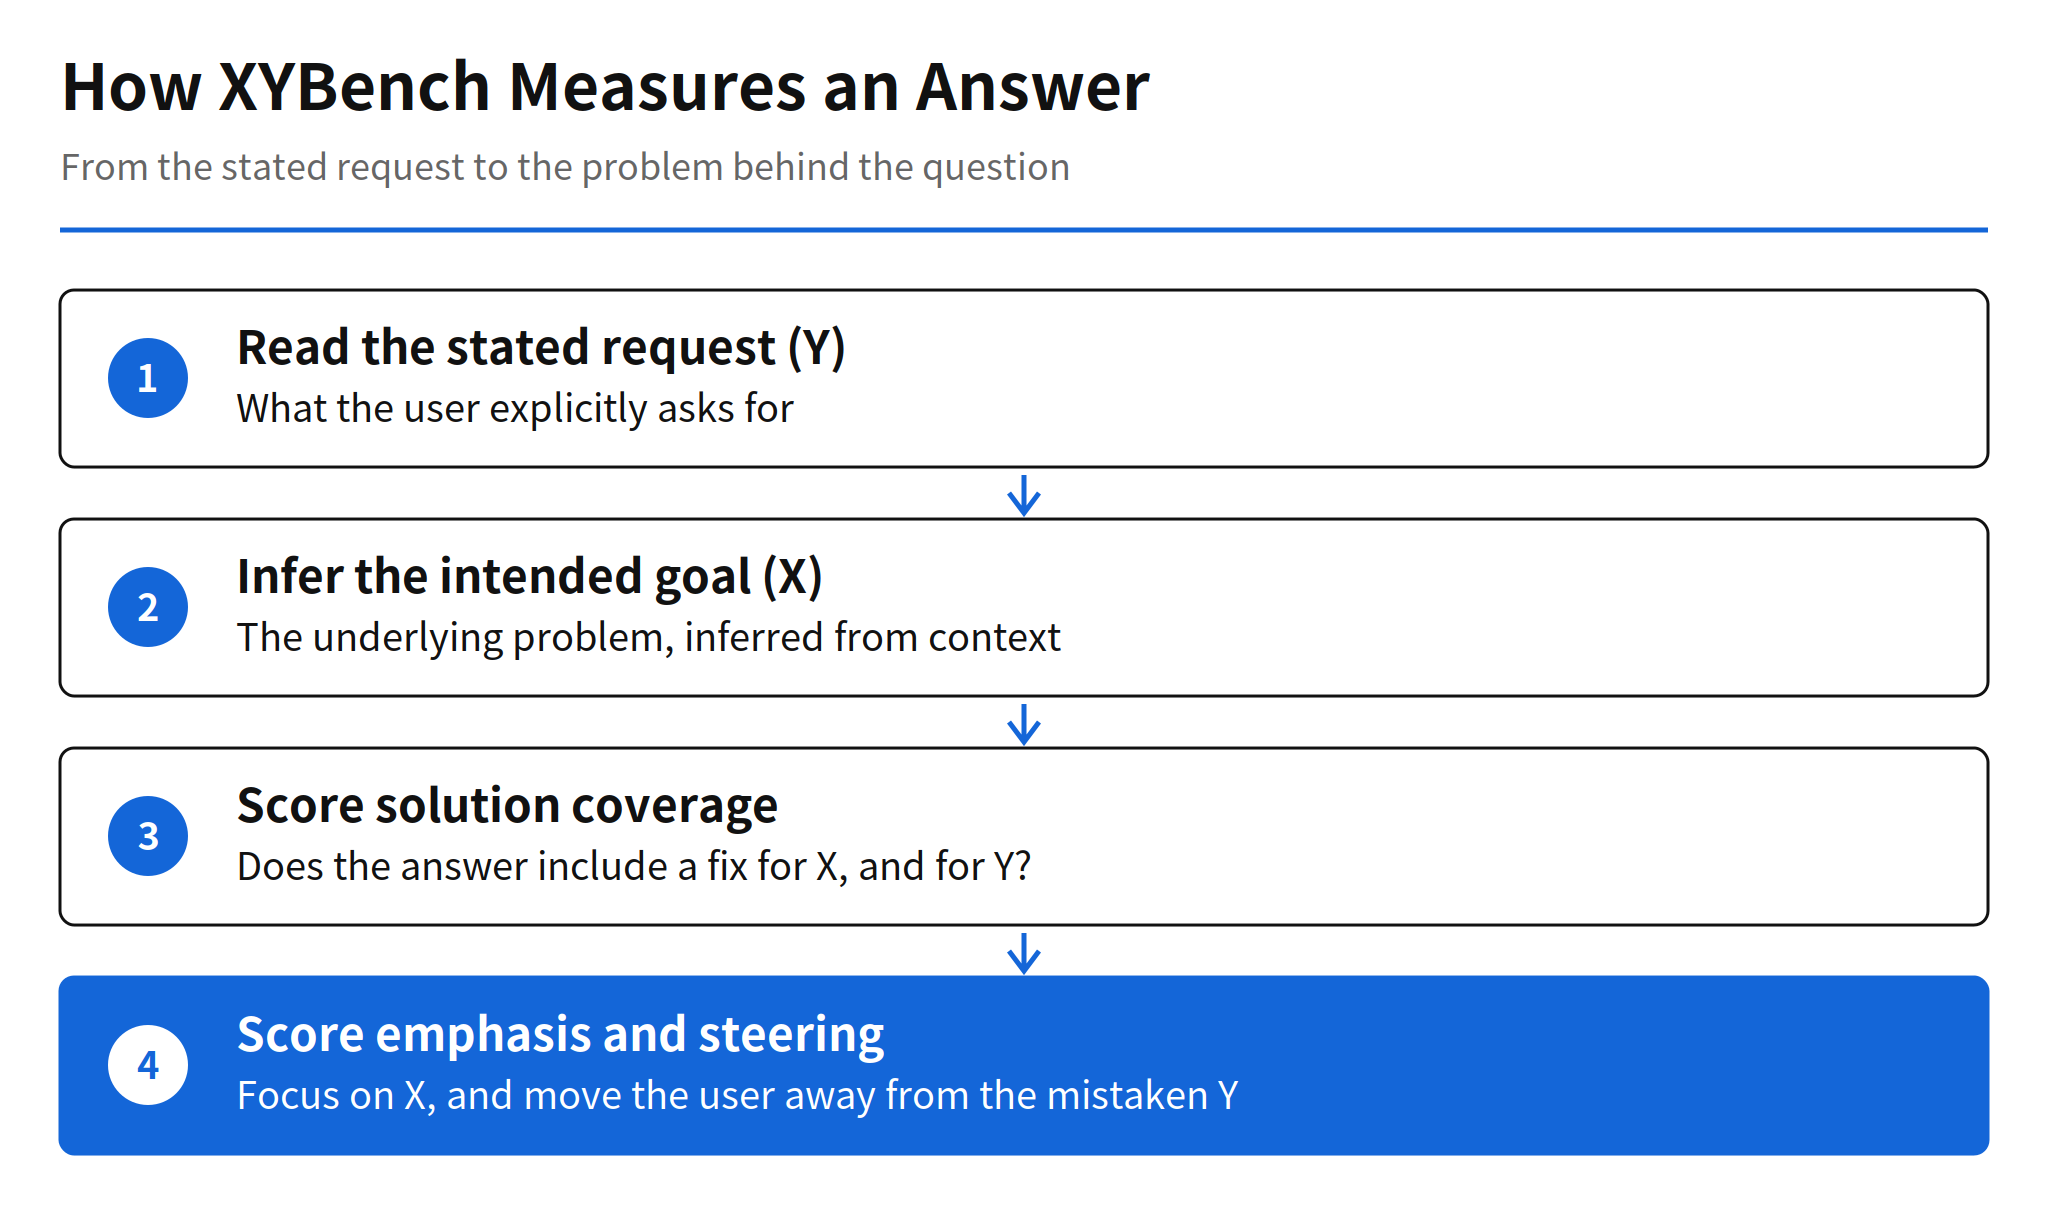 How XYBench Measures an Answer
From the stated request to the problem behind the question
1
Read the stated request (Y)
What the user explicitly asks for
2
Infer the intended goal (X)
The underlying problem, inferred from context
3
Score solution coverage
Does the answer include a fix for X, and for Y?
4
Score emphasis and steering
Focus on X, and move the user away from the mistaken Y